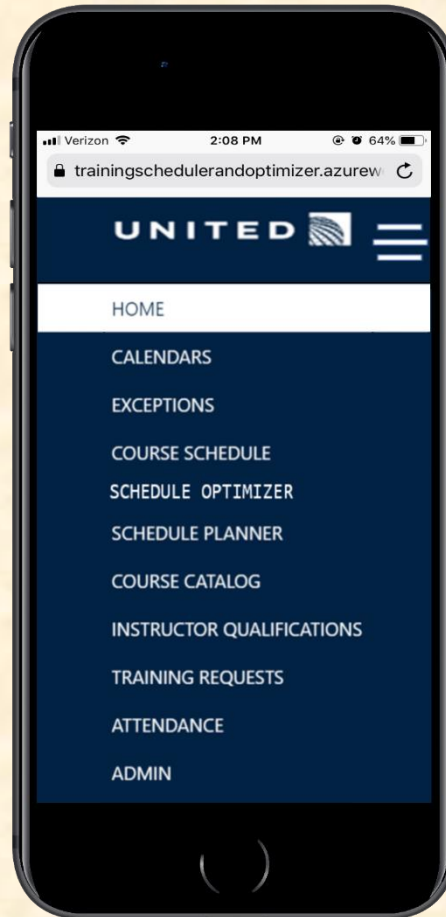 Verizon 2:08 PM 64%
trainingschedulerandoptimizer.azurew
UNITED
HOME
CALENDARS
EXCEPTIONS
COURSE SCHEDULE
SCHEDULE OPTIMIZER
SCHEDULE PLANNER
COURSE CATALOG
INSTRUCTOR QUALIFICATIONS
TRAINING REQUESTS
ATTENDANCE
ADMIN